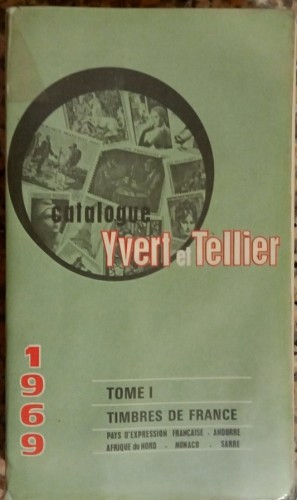 catalogue
Yvert et Tellier
1969
TOME I
TIMBRES DE FRANCE
PAYS D'EXPRESSION FRANÇAISE - ANDORRE
AFRIQUE DU NORD - MONACO - SARRE